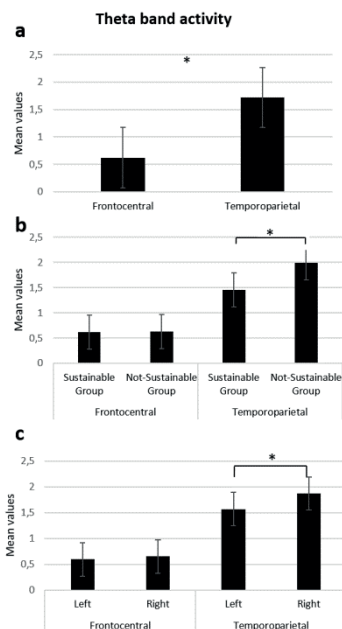 Theta band activity
a
Mean values
2,5
*
2
1,5
1
0,5
0
Frontocentral Temporoparietal
b
Mean values
2,5
*
2
1,5
1
0,5
0
Sustainable Not-Sustainable Sustainable Not-Sustainable
Group Group Group Group
Frontocentral Temporoparietal
c
Mean values
2,5
*
2
1,5
1
0,5
0
Left Right Left Right
Frontocentral Temporoparietal